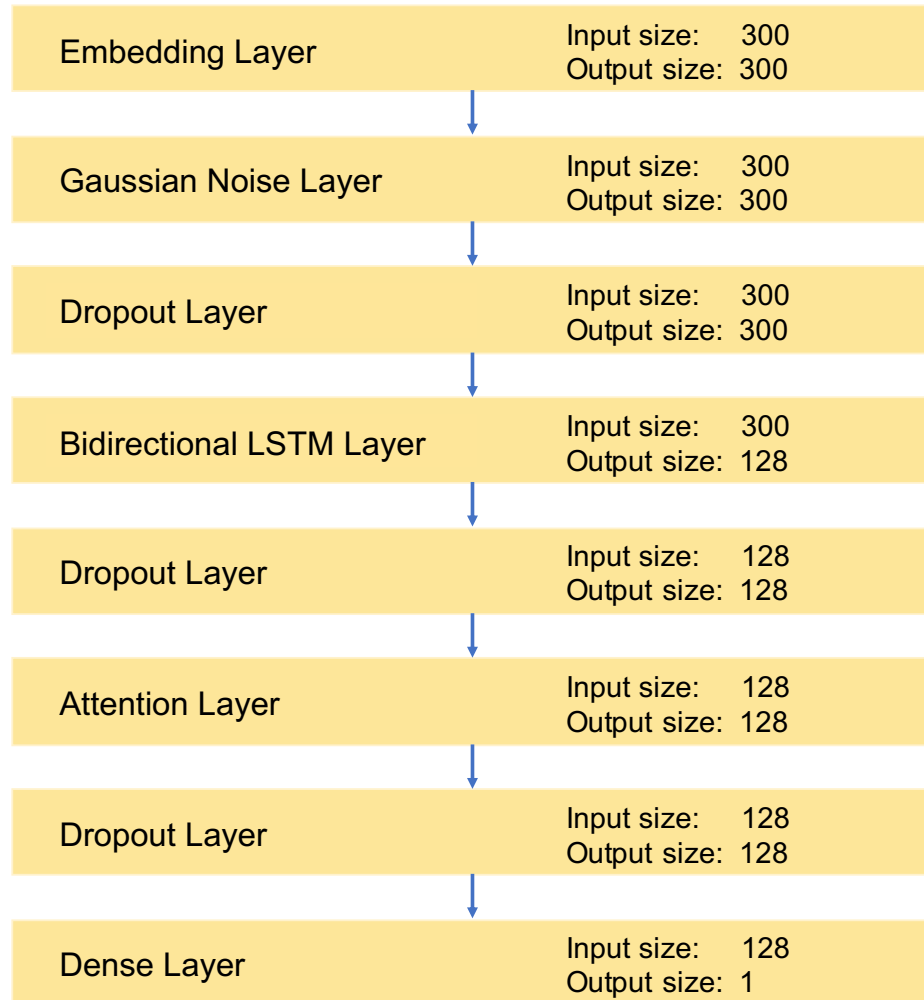 Embedding Layer
Input size: 300
Output size: 300
Gaussian Noise Layer
Input size: 300
Output size: 300
Dropout Layer
Input size: 300
Output size: 300
Bidirectional LSTM Layer
Input size: 300
Output size: 128
Dropout Layer
Input size: 128
Output size: 128
Attention Layer
Input size: 128
Output size: 128
Dropout Layer
Input size: 128
Output size: 128
Dense Layer
Input size: 128
Output size: 1